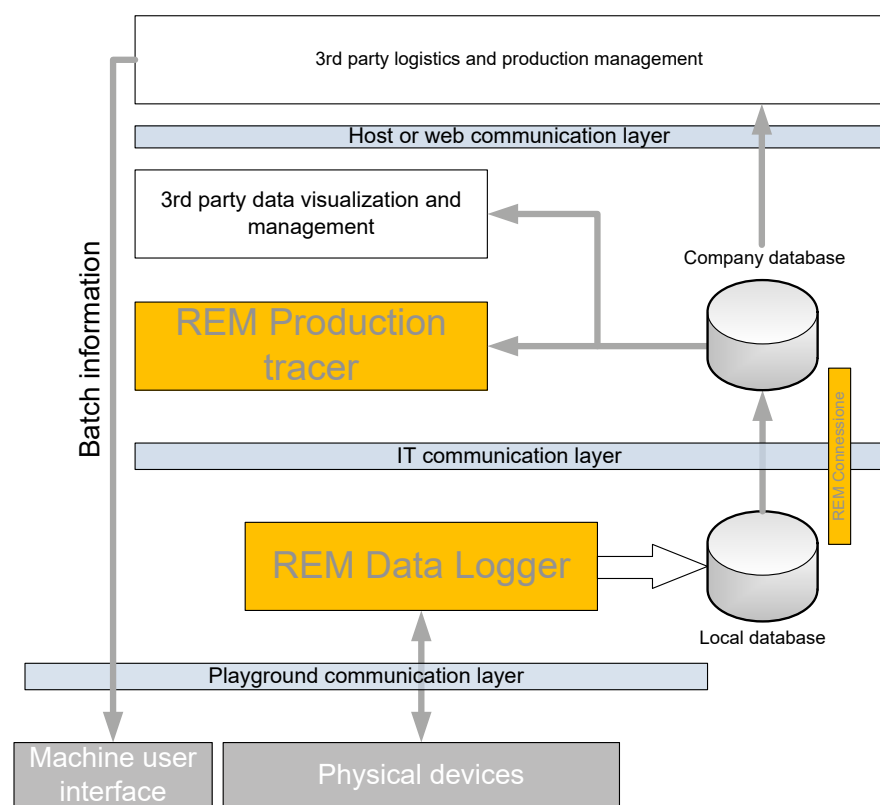 3rd party logistics and production management
Host or web communication layer
3rd party data visualization and
management
Company database
Batch information
REM Production
tracer
REM Connessione
IT communication layer
REM Data Logger
Local database
Playground communication layer
Machine user
interface
Physical devices